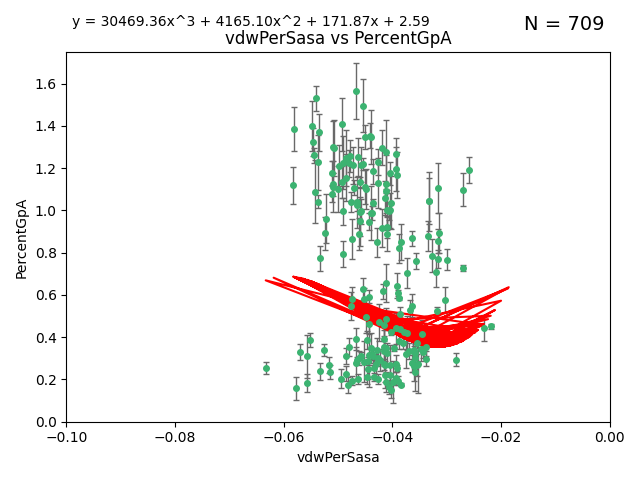 y = 30469.36x^3 + 4165.10x^2 + 171.87x + 2.59
N = 709
vdwPerSasa vs PercentGpA
PercentGpA
1.6
1.4
1.2
1.0
0.8
0.6
0.4
0.2
0.0
−0.10 −0.08 −0.06 −0.04 −0.02 0.00
vdwPerSasa